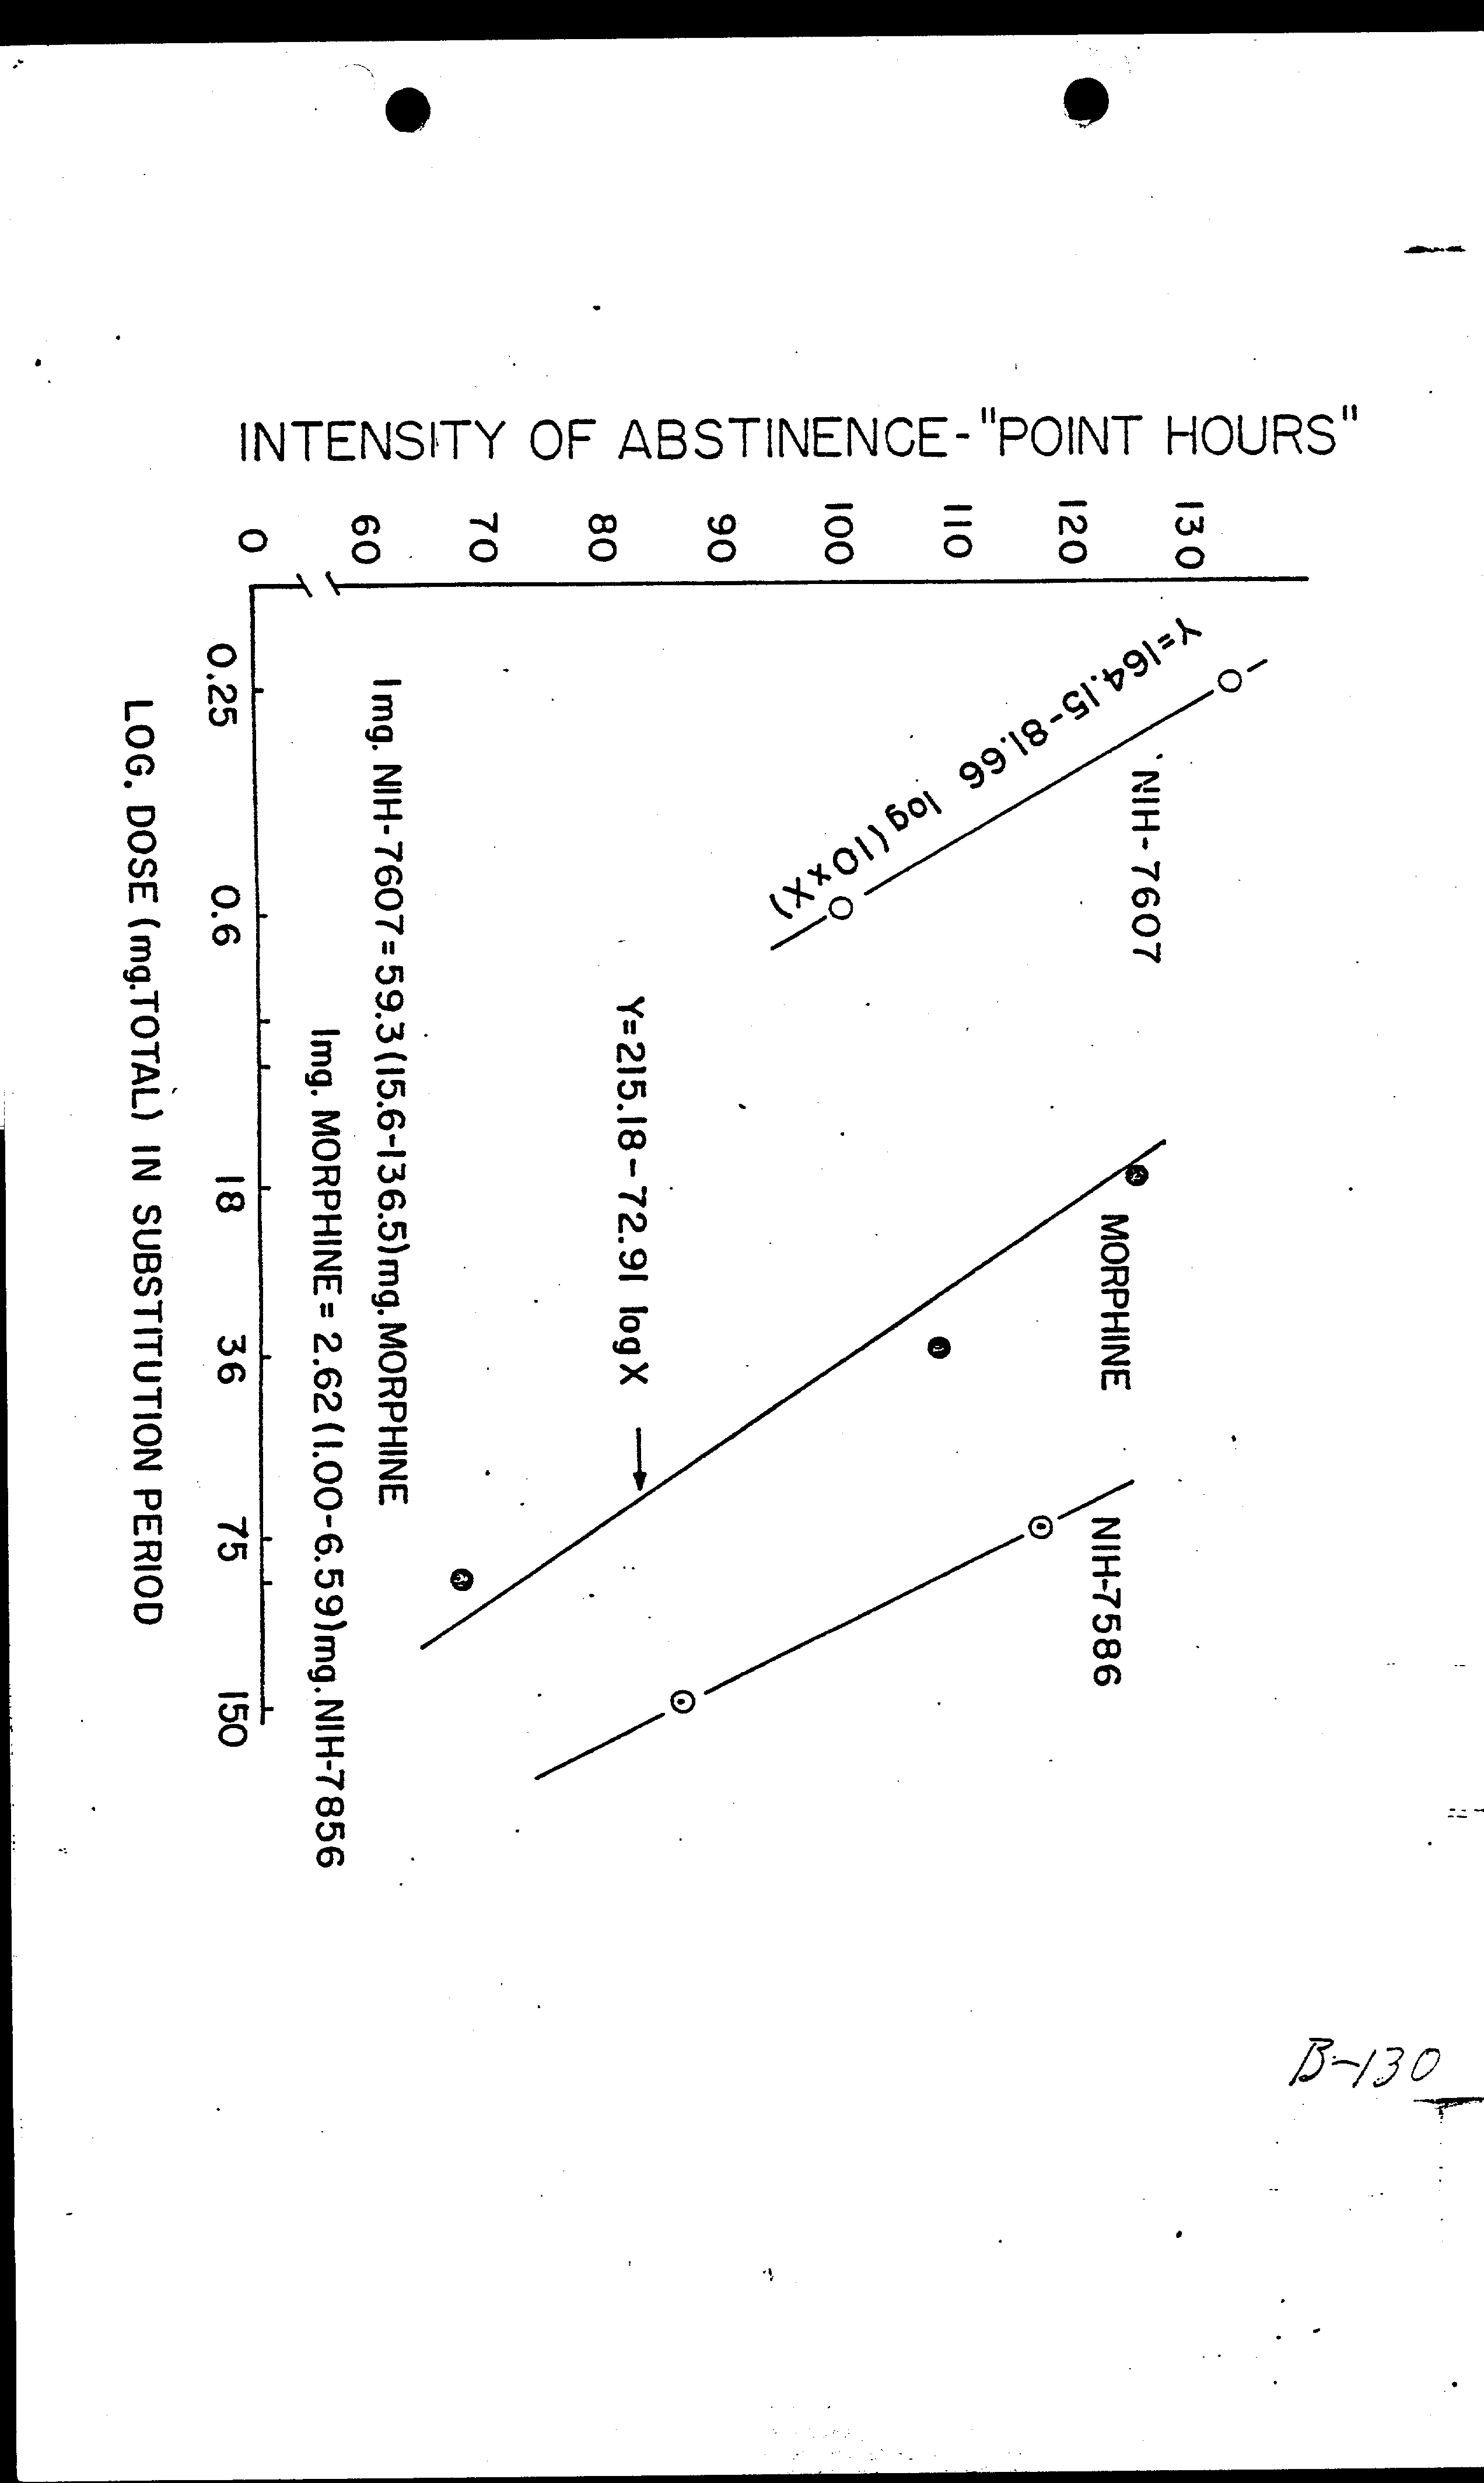 B-130
INTENSITY OF ABSTINENCE-"POINT HOURS"
130
120
110
100
90
80
70
60
0
NIH-7607
Y=164.15-81.66 log (10 x X)
MORPHINE
NIH-7586
Y=215.18-72.91 log X
1 mg. NIH-7607=59.3 (15.6-136.5) mg. MORPHINE
1mg. MORPHINE = 2.62 (1.00-6.59) mg. NIH-7856
0.25 0.6 18 36 75 150
LOG. DOSE (mg.TOTAL) IN SUBSTITUTION PERIOD